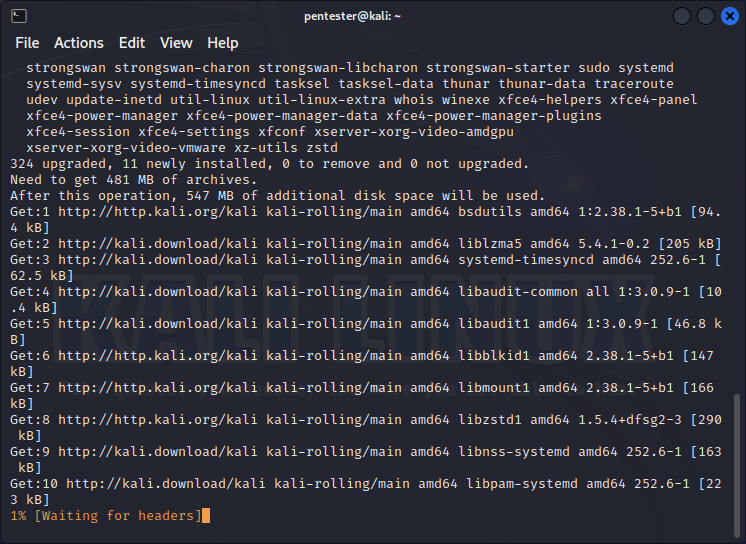 pentester@kali: ~
File Actions Edit View Help
strongswan strongswan-charon strongswan-libcharon strongswan-starter sudo systemd
systemd-sysv systemd-timesyncd tasksel tasksel-data thunar thunar-data traceroute
udev update-inetd util-linux util-linux-extra whois winexe xfce4-helpers xfce4-panel
xfce4-power-manager xfce4-power-manager-data xfce4-power-manager-plugins
xfce4-session xfce4-settings xfconf xserver-xorg-video-amdgpu
xserver-xorg-video-vmware xz-utils zstd
324 upgraded, 11 newly installed, 0 to remove and 0 not upgraded.
Need to get 481 MB of archives.
After this operation, 547 MB of additional disk space will be used.
Get:1 http://http.kali.org/kali kali-rolling/main amd64 bsdutils amd64 1:2.38.1-5+b1 [94.
4 kB]
Get:2 http://kali.download/kali kali-rolling/main amd64 liblzma5 amd64 5.4.1-0.2 [205 kB]
Get:3 http://kali.download/kali kali-rolling/main amd64 systemd-timesyncd amd64 252.6-1 [
62.5 kB]
Get:4 http://kali.download/kali kali-rolling/main amd64 libaudit-common all 1:3.0.9-1 [10
.4 kB]
Get:5 http://kali.download/kali kali-rolling/main amd64 libaudit1 amd64 1:3.0.9-1 [46.8 k
B]
Get:6 http://http.kali.org/kali kali-rolling/main amd64 libblkid1 amd64 2.38.1-5+b1 [147
kB]
Get:7 http://http.kali.org/kali kali-rolling/main amd64 libmount1 amd64 2.38.1-5+b1 [166
kB]
Get:8 http://http.kali.org/kali kali-rolling/main amd64 libzstd1 amd64 1.5.4+dfsg2-3 [290
kB]
Get:9 http://kali.download/kali kali-rolling/main amd64 libnss-systemd amd64 252.6-1 [163
kB]
Get:10 http://kali.download/kali kali-rolling/main amd64 libpam-systemd amd64 252.6-1 [22
3 kB]
1% [Waiting for headers]
KALI LINUX